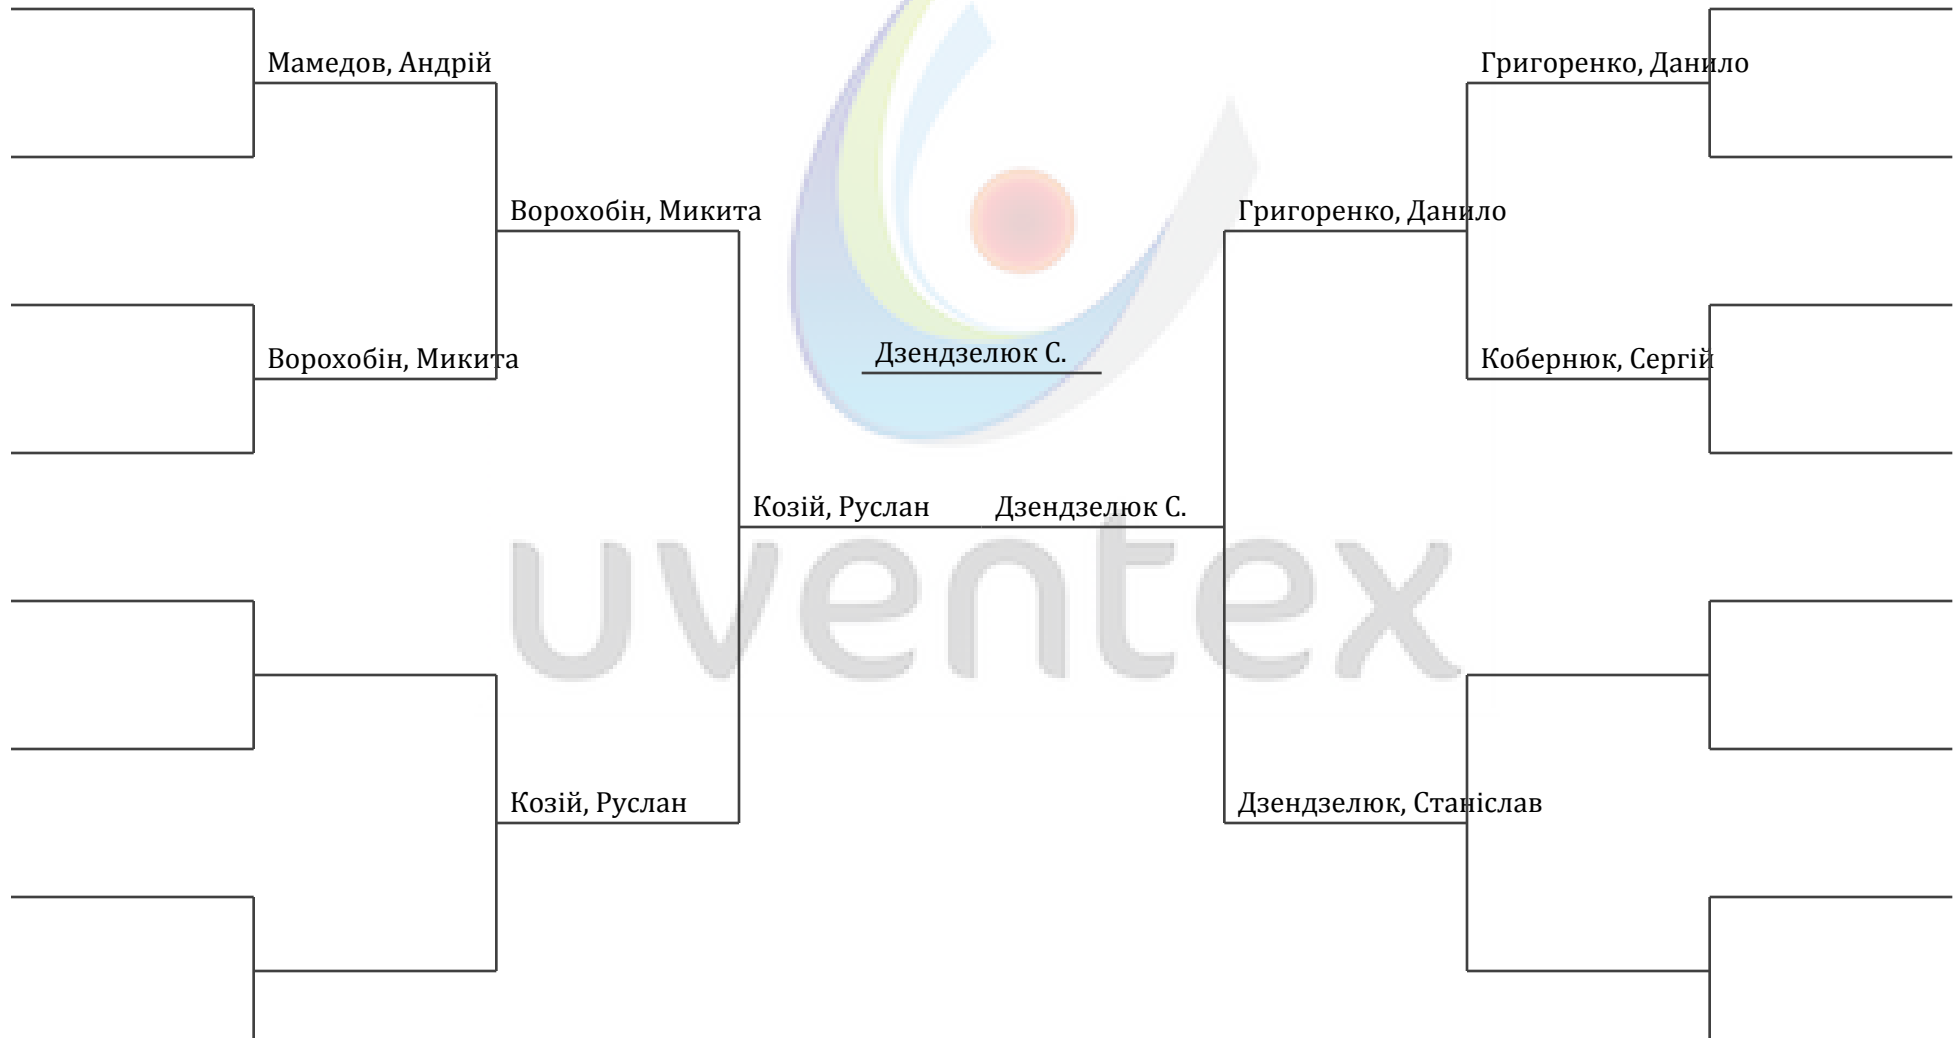 Мамедов, Андрій
Григоренко, Данило
Ворохобін, Микита
Григоренко, Данило
Ворохобін, Микита
Дзендзелюк С.
Кобернюк, Сергій
Козій, Руслан
Дзендзелюк С.
uventex
Козій, Руслан
Дзендзелюк, Станіслав